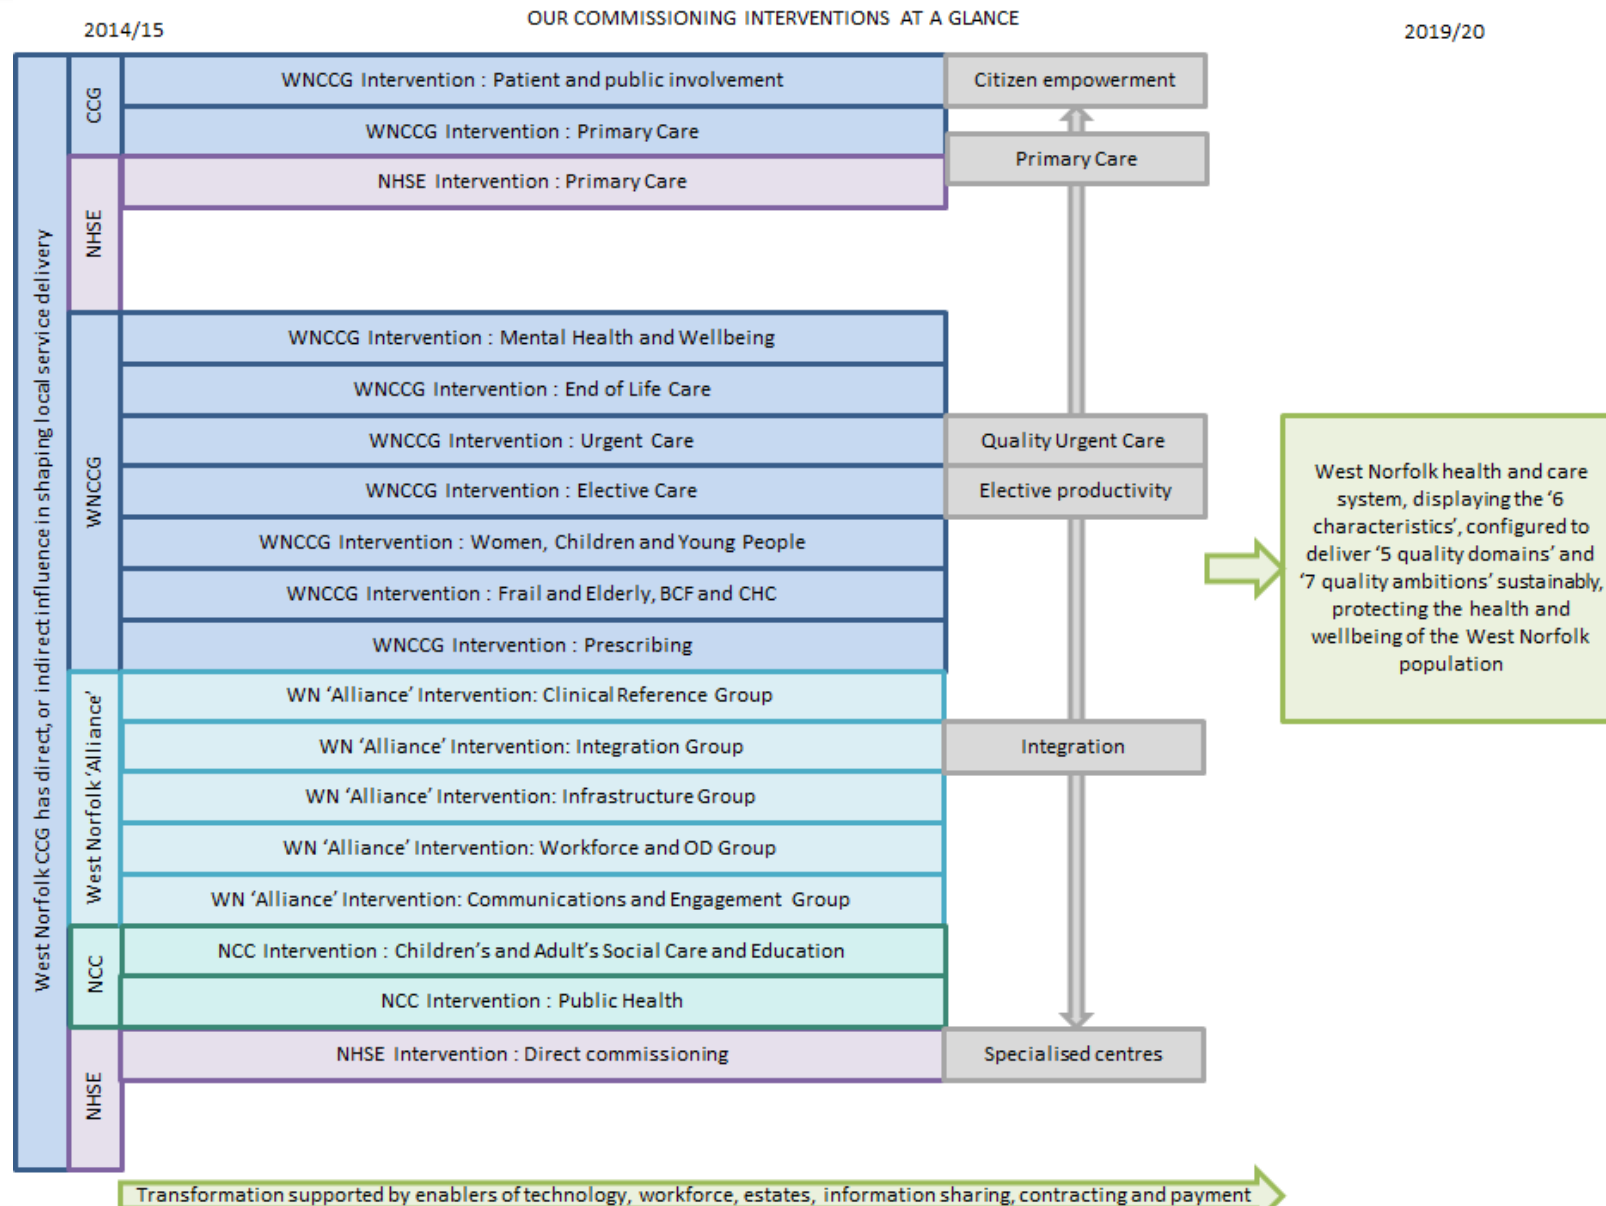 OUR COMMISSIONING INTERVENTIONS AT A GLANCE
2014/15
2019/20
West Norfolk CCG has direct, or indirect influence in shaping local service delivery
CCG
WNCCG Intervention : Patient and public involvement
Citizen empowerment
WNCCG Intervention : Primary Care
Primary Care
NHSE
NHSE Intervention : Primary Care
WNCCG
WNCCG Intervention : Mental Health and Wellbeing
WNCCG Intervention : End of Life Care
WNCCG Intervention : Urgent Care
Quality Urgent Care
WNCCG Intervention : Elective Care
Elective productivity
WNCCG Intervention : Women, Children and Young People
WNCCG Intervention : Frail and Elderly, BCF and CHC
WNCCG Intervention : Prescribing
West Norfolk ‘Alliance’
WN ‘Alliance’ Intervention: Clinical Reference Group
WN ‘Alliance’ Intervention: Integration Group
Integration
WN ‘Alliance’ Intervention: Infrastructure Group
WN ‘Alliance’ Intervention: Workforce and OD Group
WN ‘Alliance’ Intervention: Communications and Engagement Group
NCC
NCC Intervention : Children’s and Adult’s Social Care and Education
NCC Intervention : Public Health
NHSE
NHSE Intervention : Direct commissioning
Specialised centres
West Norfolk health and care
system, displaying the ‘6
characteristics’, configured to
deliver ‘5 quality domains’ and
‘7 quality ambitions’ sustainably,
protecting the health and
wellbeing of the West Norfolk
population
Transformation supported by enablers of technology, workforce, estates, information sharing, contracting and payment